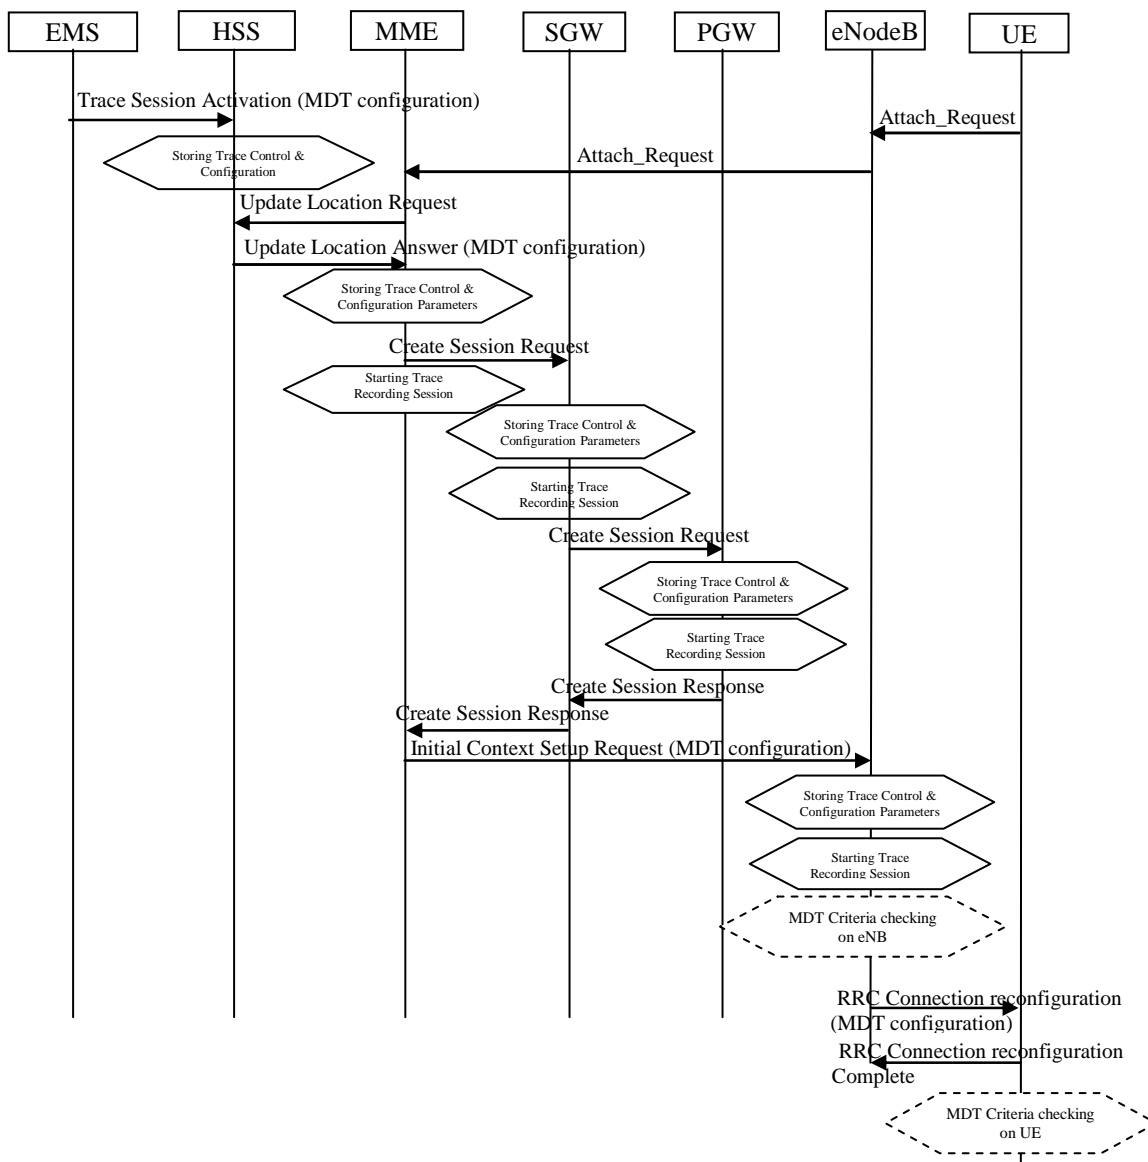 EMS
HSS
MME
SGW
PGW
eNodeB
UE
Trace Session Activation (MDT configuration)
Attach_Request
Storing Trace Control &
Configuration
Attach_Request
Update Location Request
Update Location Answer (MDT configuration)
Storing Trace Control &
Configuration Parameters
Create Session Request
Starting Trace
Recording Session
Storing Trace Control &
Configuration Parameters
Starting Trace
Recording Session
Create Session Request
Storing Trace Control &
Configuration Parameters
Starting Trace
Recording Session
Create Session Response
Create Session Response
Initial Context Setup Request (MDT configuration)
Storing Trace Control &
Configuration Parameters
Starting Trace
Recording Session
MDT Criteria checking
on eNB
RRC Connection reconfiguration
(MDT configuration)
RRC Connection reconfiguration
Complete
MDT Criteria checking
on UE